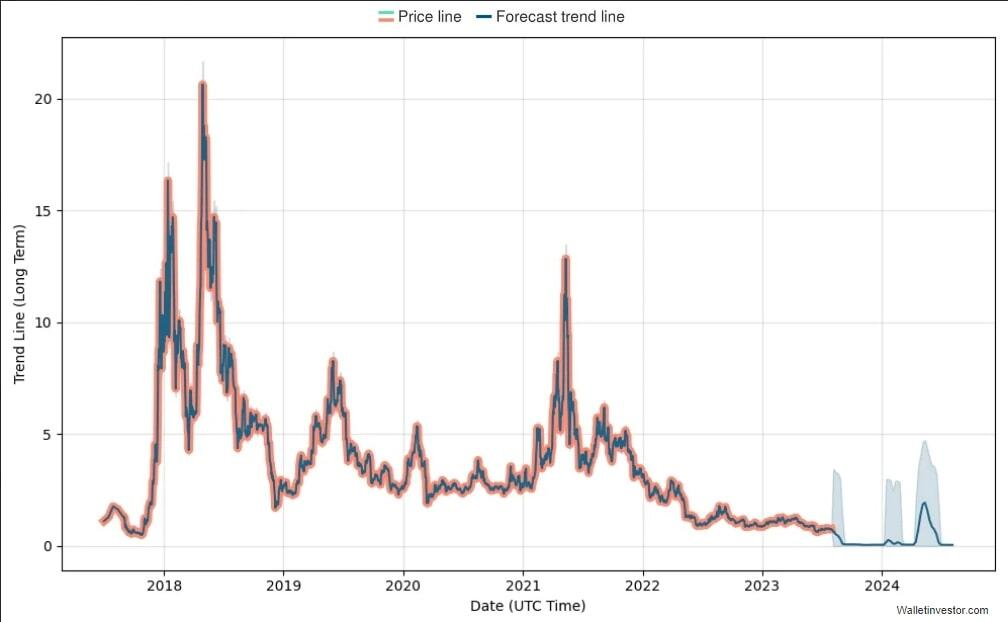 Price line
Forecast trend line
20
15
10
5
0
Trend Line (Long Term)
2018
2019
2020
2021
2022
2023
2024
Date (UTC Time)
Walletinvestor.com